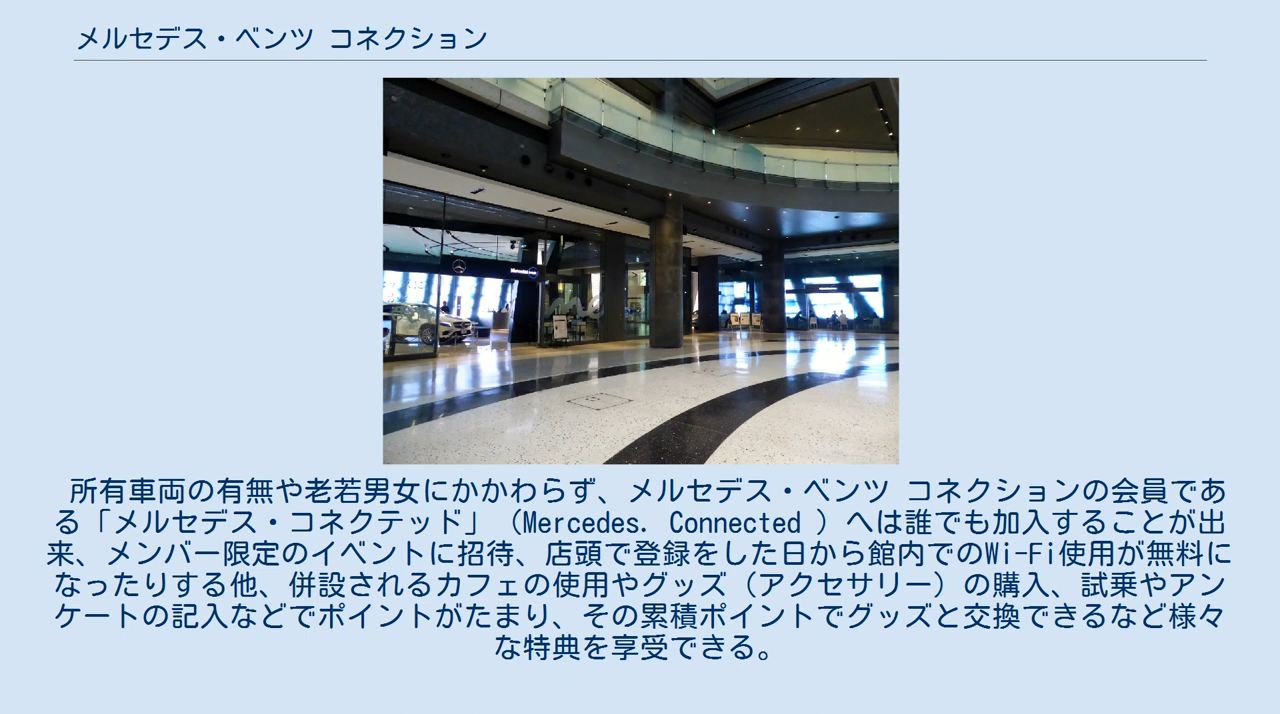 メルセデス・ベンツ コネクション
Mercedes me
me
所有車両の有無や老若男女にかかわらず、メルセデス・ベンツ コネクションの会員であ
る「メルセデス・コネクテッド」（Mercedes. Connected ）へは誰でも加入することが出
来、メンバー限定のイベントに招待、店頭で登録をした日から館内でのWi-Fi使用が無料に
なったりする他、併設されるカフェの使用やグッズ（アクセサリー）の購入、試乗やアン
ケートの記入などでポイントがたまり、その累積ポイントでグッズと交換できるなど様々
な特典を享受できる。